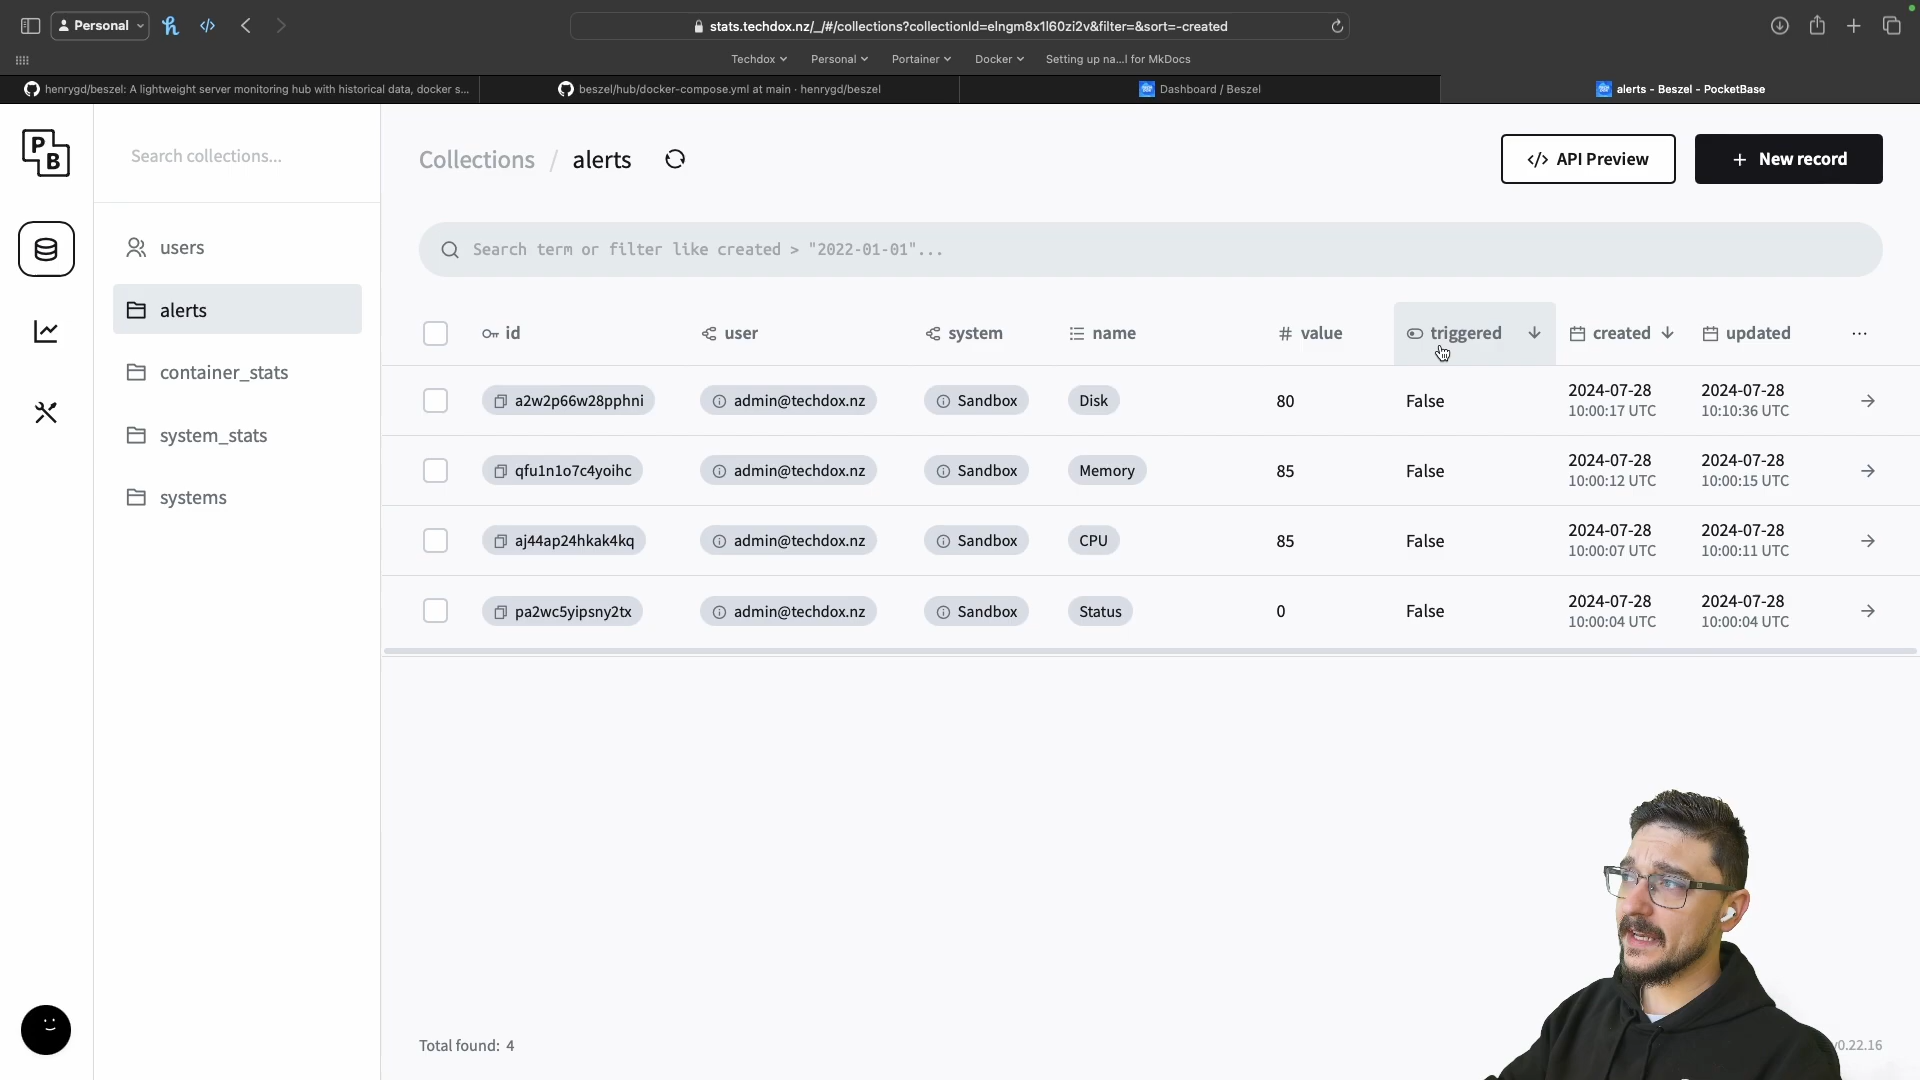 Personal
stats.techdox.nz/_/#/collections?collectionId=elngm8x1l60zi2v&filter=&sort=-created
Techdox
Personal
Portainer
Docker
Setting up na...l for MkDocs
henrygd/beszel: A lightweight server monitoring hub with historical data, docker s...
beszel/hub/docker-compose.yml at main · henrygd/beszel
Dashboard / Beszel
alerts - Beszel - PocketBase
P
B
Search collections...
users
alerts
container_stats
system_stats
systems
Collections / alerts
</> API Preview
+ New record
Search term or filter like created > "2022-01-01"...
id
user
system
name
# value
triggered
created
updated
a2w2p66w28pphni
admin@techdox.nz
Sandbox
Disk
80
False
2024-07-28
10:00:17 UTC
2024-07-28
10:10:36 UTC
qfu1n1o7c4yoihc
admin@techdox.nz
Sandbox
Memory
85
False
2024-07-28
10:00:12 UTC
2024-07-28
10:00:15 UTC
aj44ap24hkak4kq
admin@techdox.nz
Sandbox
CPU
85
False
2024-07-28
10:00:07 UTC
2024-07-28
10:00:11 UTC
pa2wc5yipsny2tx
admin@techdox.nz
Sandbox
Status
0
False
2024-07-28
10:00:04 UTC
2024-07-28
10:00:04 UTC
Total found: 4
v0.22.16